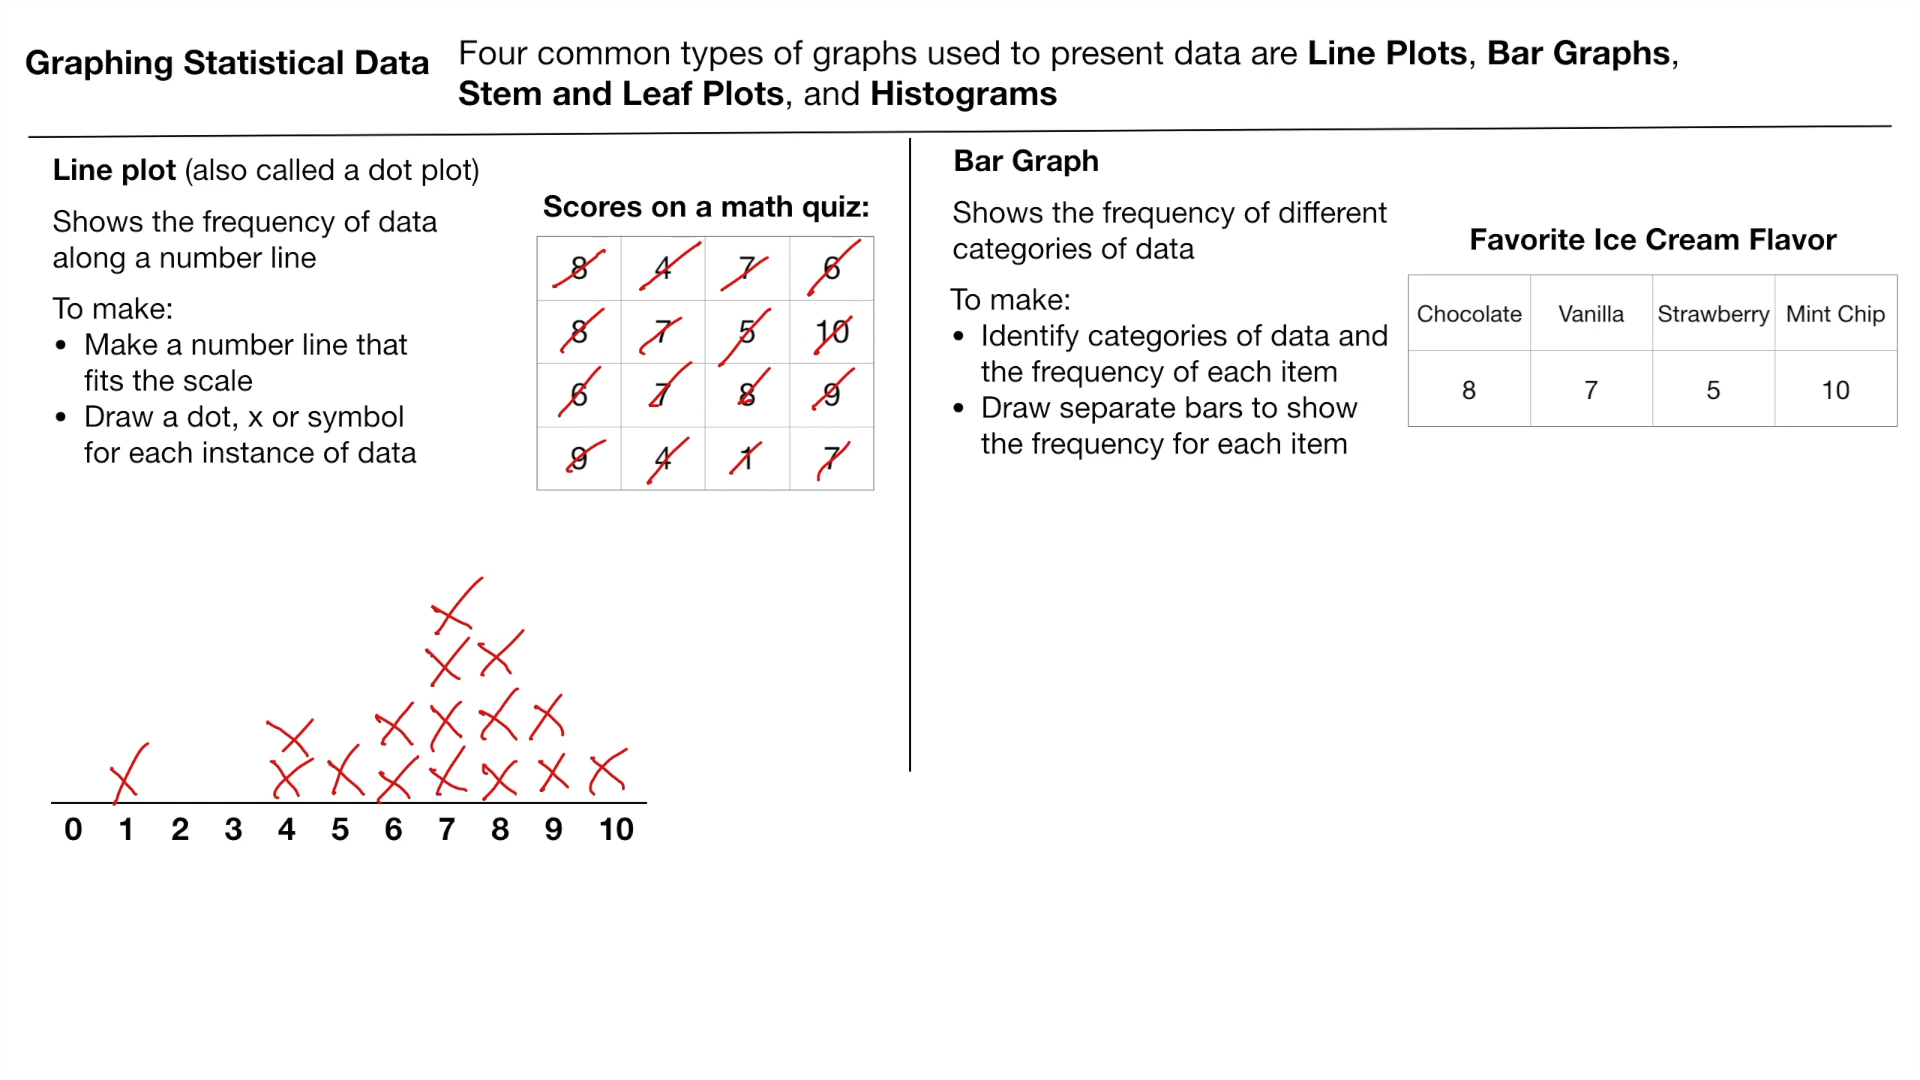 Graphing Statistical Data
Four common types of graphs used to present data are Line Plots, Bar Graphs,
Stem and Leaf Plots, and Histograms
Line plot (also called a dot plot)
Shows the frequency of data
along a number line
To make:
• Make a number line that
fits the scale
• Draw a dot, x or symbol
for each instance of data
Scores on a math quiz:
8 4 7 6
8 7 5 10
6 7 8 9
9 4 1 7
0 1 2 3 4 5 6 7 8 9 10
Bar Graph
Shows the frequency of different
categories of data
To make:
• Identify categories of data and
the frequency of each item
• Draw separate bars to show
the frequency for each item
Favorite Ice Cream Flavor
Chocolate Vanilla Strawberry Mint Chip
8 7 5 10